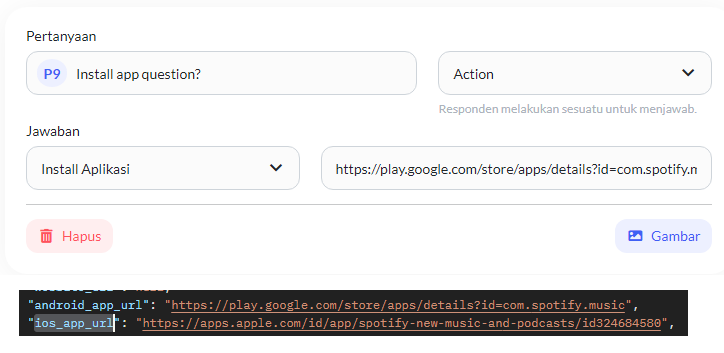 Pertanyaan
P9 Install app question? Action
Responden melakukan sesuatu untuk menjawab.
Jawaban
Install Aplikasi https://play.google.com/store/apps/details?id=com.spotify.m
Hapus Gambar
"android_app_url": "https://play.google.com/store/apps/details?id=com.spotify.music",
"ios_app_url": "https://apps.apple.com/id/app/spotify-new-music-and-podcasts/id324684580",